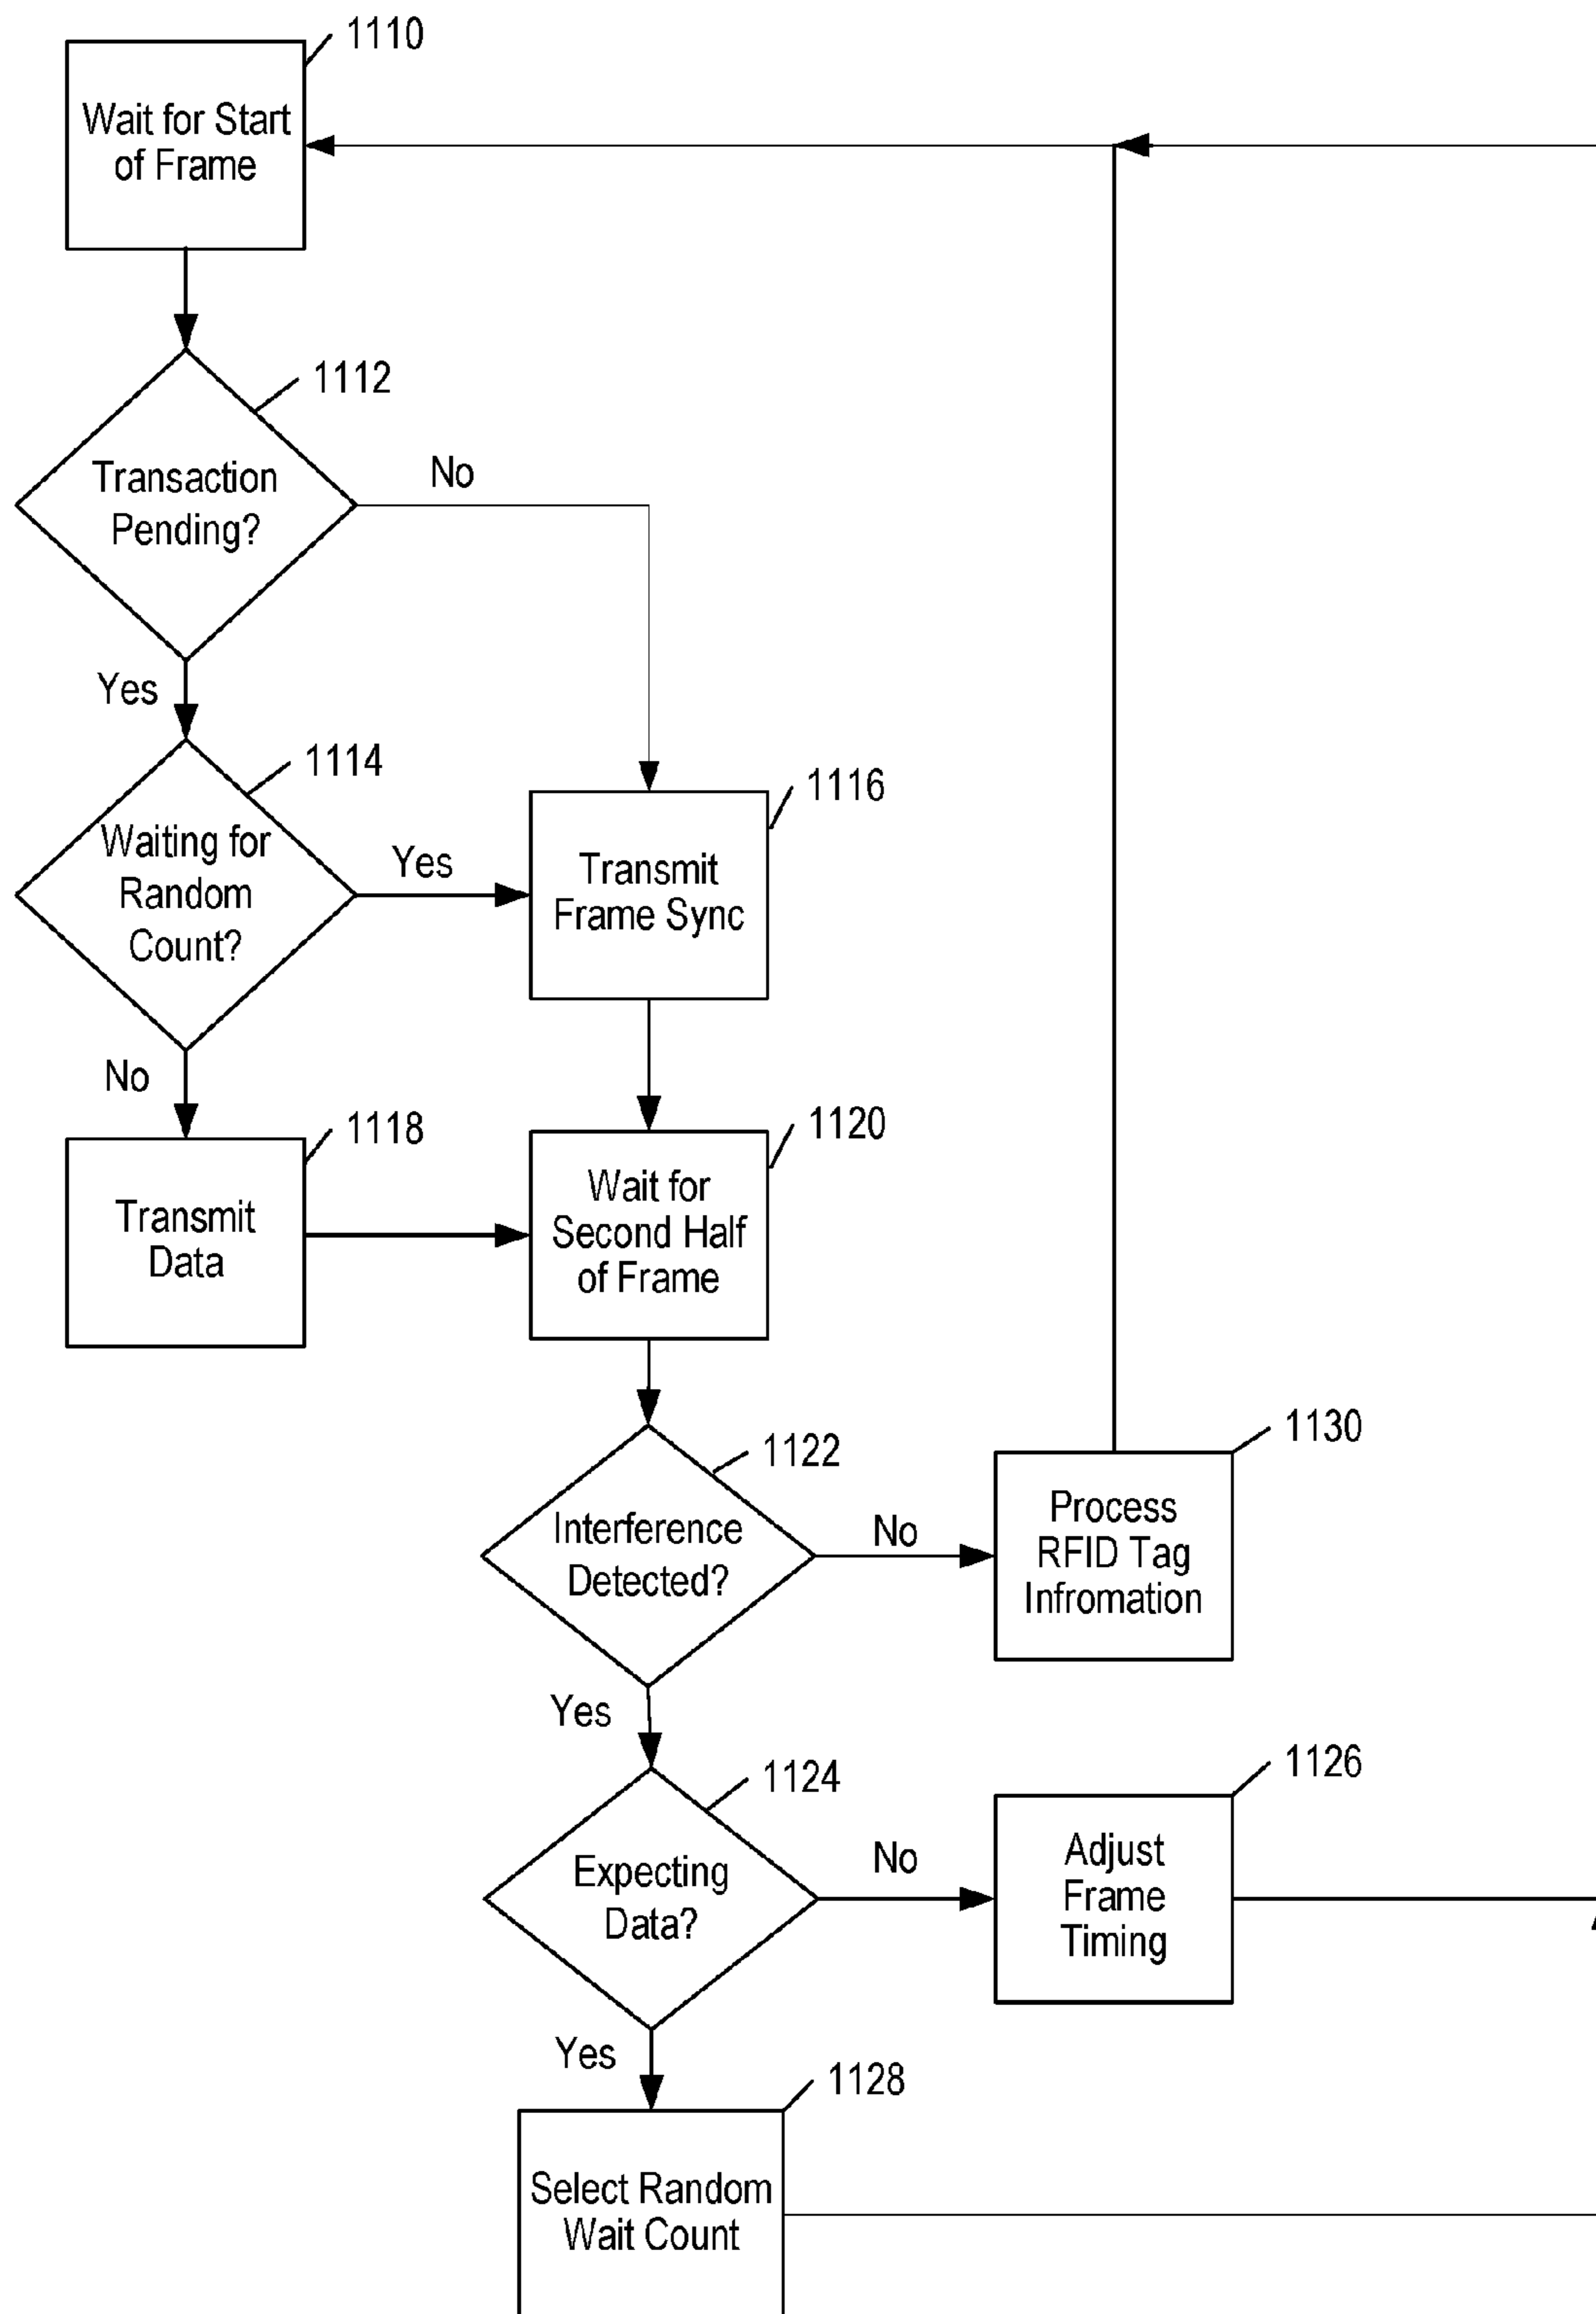 1110
Wait for Start
of Frame
1112
Transaction
Pending?
No
Yes
1114
Waiting for
Random
Count?
Yes
1116
Transmit
Frame Sync
No
1118
Transmit
Data
1120
Wait for
Second Half
of Frame
1122
Interference
Detected?
No
1130
Process
RFID Tag
Infromation
Yes
1124
Expecting
Data?
No
1126
Adjust
Frame
Timing
Yes
1128
Select Random
Wait Count